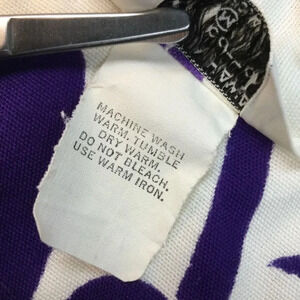 MACHINE WASH
WARM. TUMBLE
DRY WARM.
DO NOT BLEACH.
USE WARM IRON.